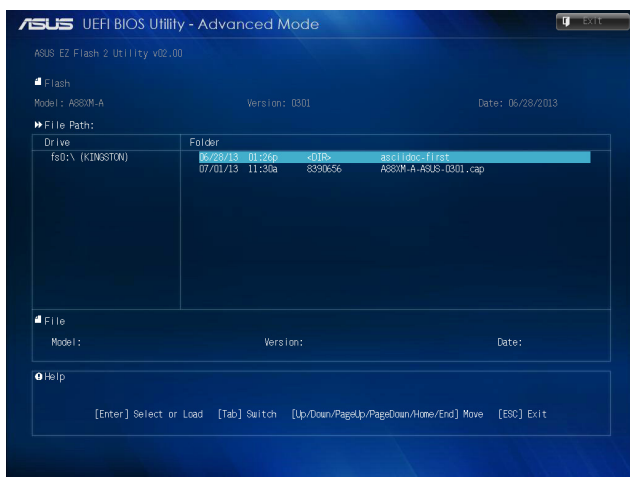 ASUS UEFI BIOS Utility - Advanced Mode
Exit
ASUS EZ Flash 2 Utility v02.00
Flash
Model: A88XM-A Version: 0301 Date: 06/28/2013
File Path:
Drive Folder
fs0:\ (KINGSTON) 06/28/13 01:26p <DIR> asciidoc-first
07/01/13 11:30a 8390656 A88XM-A-ASUS-0301.cap
File
Model: Version: Date:
Help
[Enter] Select or Load [Tab] Switch [Up/Down/PageUp/PageDown/Home/End] Move [ESC] Exit